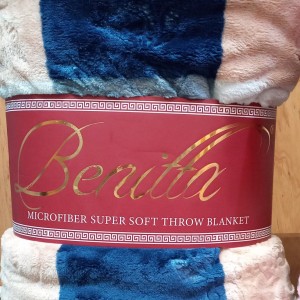 Benitta
MICROFIBER SUPER SOFT THROW BLANKET